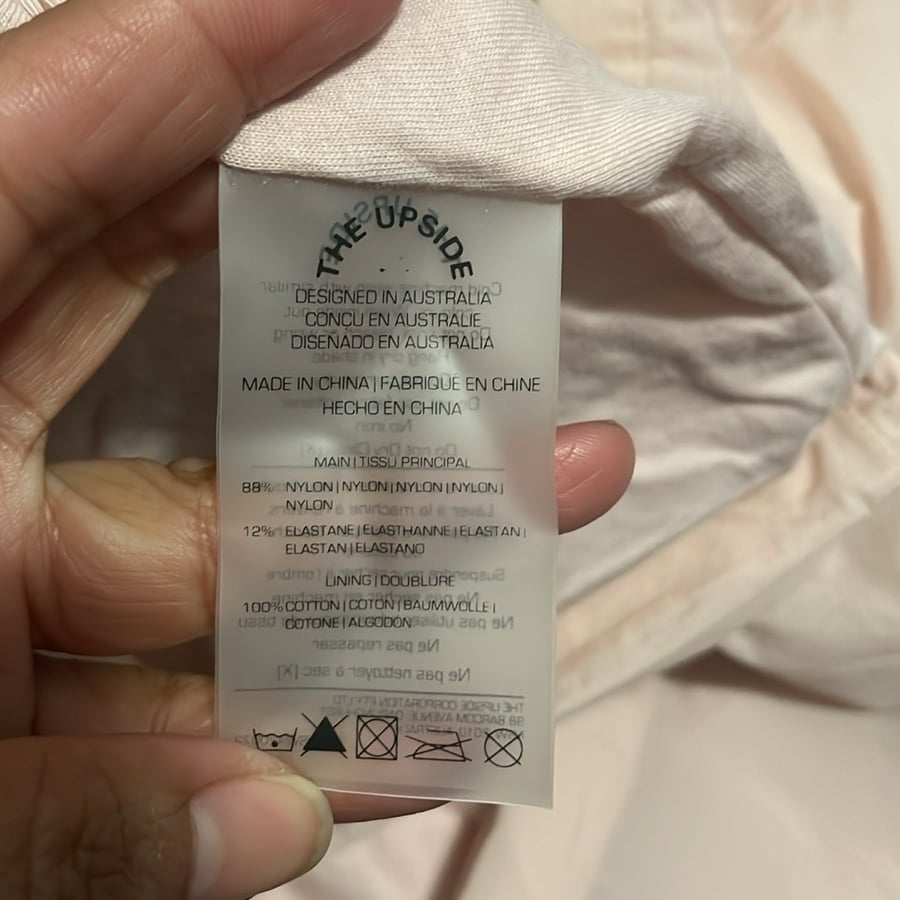 THE UPSIDE
DESIGNED IN AUSTRALIA
CONÇU EN AUSTRALIE
DISEÑADO EN AUSTRALIA
MADE IN CHINA | FABRIQUÉ EN CHINE
HECHO EN CHINA
MAIN | TISSU PRINCIPAL
88% NYLON | NYLON | NYLON | NYLON |
NYLON
12% ELASTANE | ELASTHANNE | ELASTAN |
ELASTAN | ELASTANO
LINING | DOUBLURE
100% COTTON | COTON | BAUMWOLLE |
COTONE | ALGODÓN